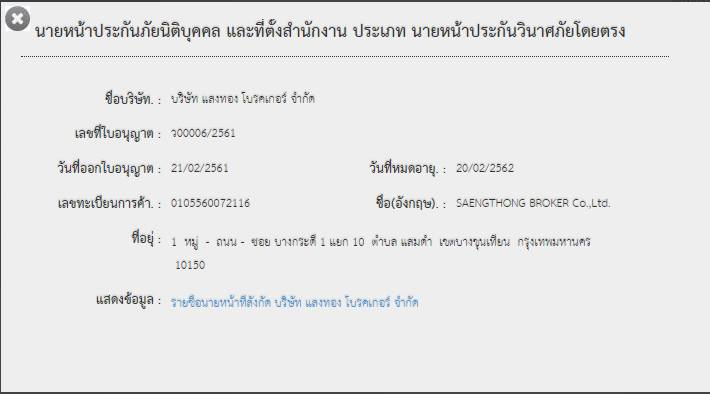 นายหน้าประกันภัยนิติบุคคล และที่ตั้งสำนักงาน ประเภท นายหน้าประกันวินาศภัยโดยตรง
ชื่อบริษัท. : บริษัท แสงทอง โบรคเกอร์ จำกัด
เลขที่ใบอนุญาต : ว00006/2561
วันที่ออกใบอนุญาต : 21/02/2561 วันที่หมดอายุ. : 20/02/2562
เลขทะเบียนการค้า. : 0105560072116 ชื่อ(อังกฤษ). : SAENGTHONG BROKER Co.,Ltd.
ที่อยุ่ : 1 หมู่ - ถนน - ซอย บางกระดี่ 1 แยก 10 ตำบล แสมดำ เขตบางขุนเทียน กรุงเทพมหานคร
10150
แสดงข้อมูล : รายชื่อนายหน้าที่สังกัด บริษัท แสงทอง โบรคเกอร์ จำกัด